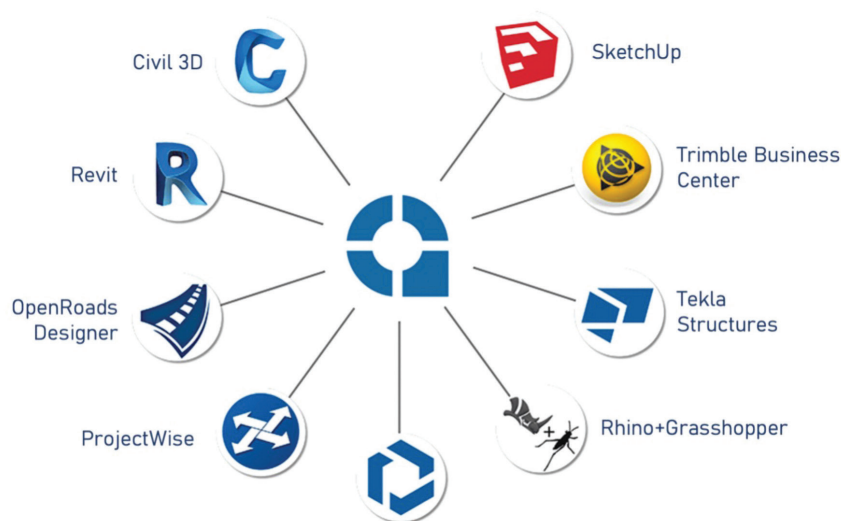 Civil 3D
SketchUp
Revit
Trimble Business
Center
OpenRoads
Designer
Tekla
Structures
ProjectWise
Rhino+Grasshopper